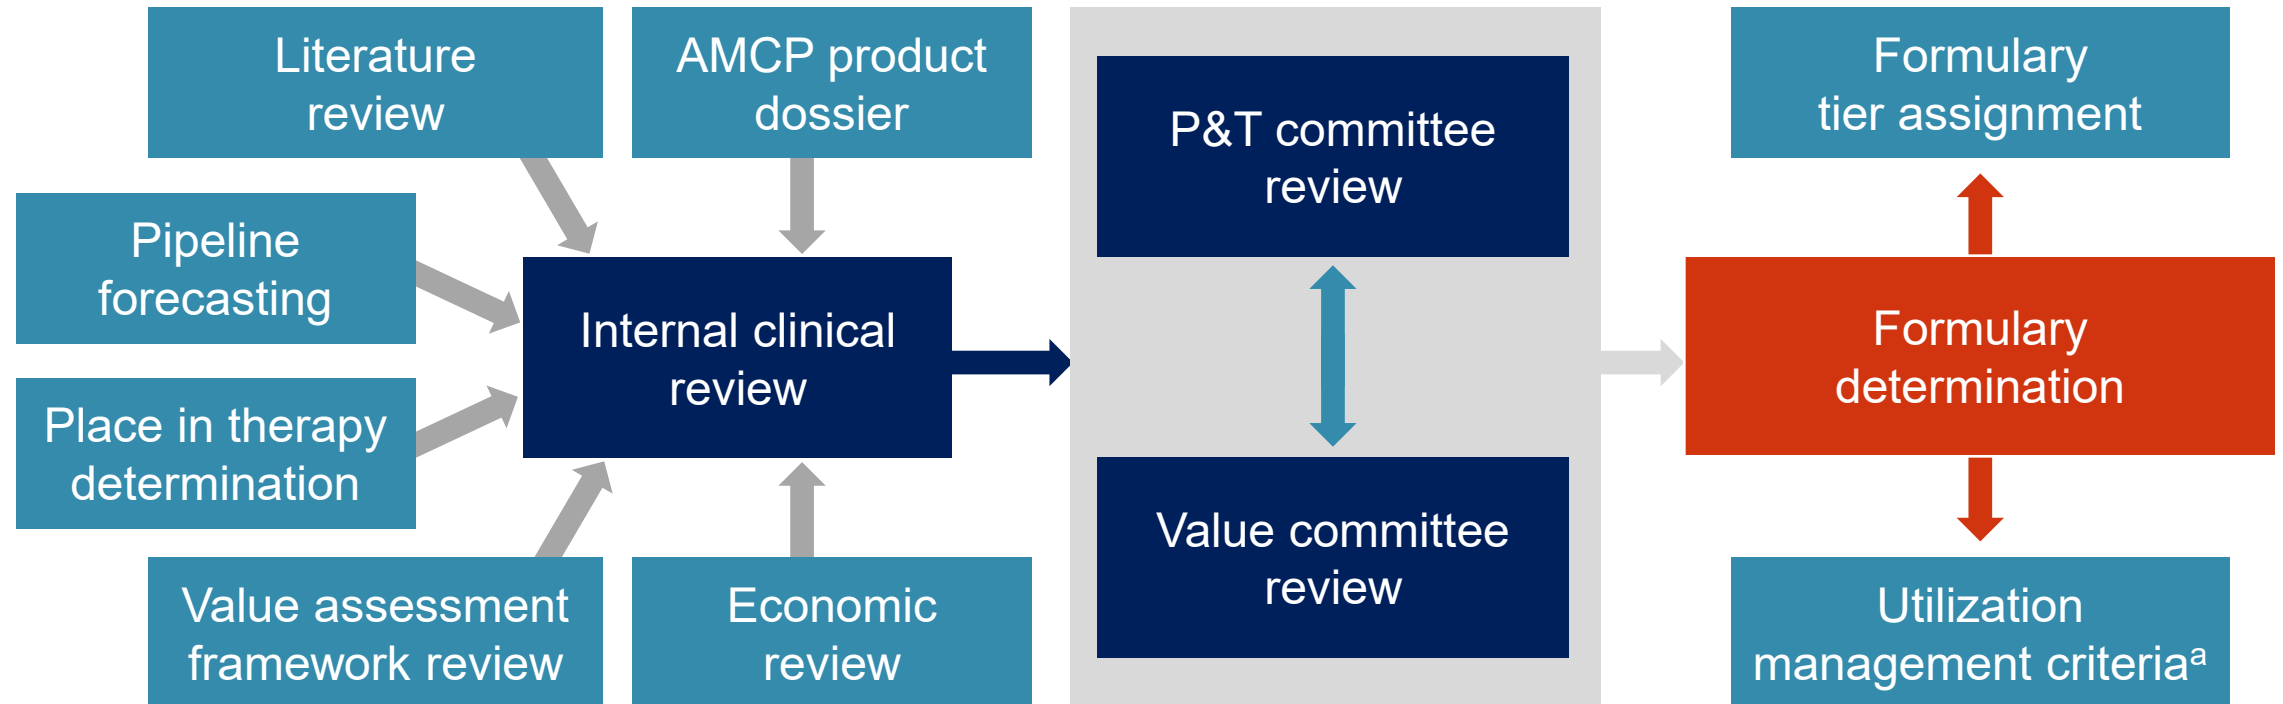 Literature
review
AMCP product
dossier
Pipeline
forecasting
Place in therapy
determination
Value assessment
framework review
Economic
review
Internal clinical
review
P&T committee
review
Value committee
review
Formulary
tier assignment
Formulary
determination
Utilization
management criteriaᵃ